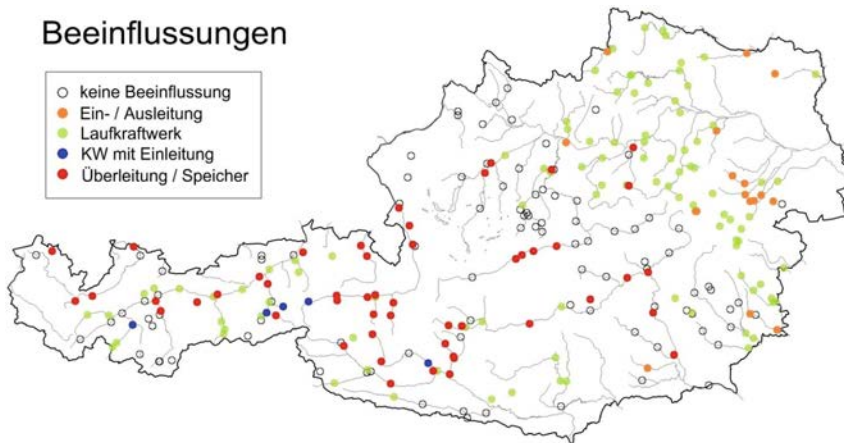 Beeinflussungen
keine Beeinflussung
Ein- / Ausleitung
Laufkraftwerk
KW mit Einleitung
Überleitung / Speicher